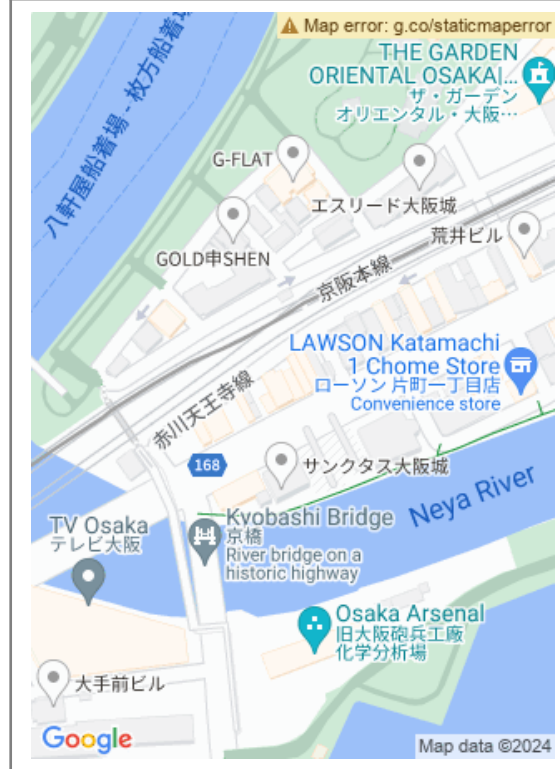 Map error: g.co/staticmaperror
THE GARDEN
ORIENTAL OSAKA|...
ザ・ガーデン
オリエンタル・大阪…
八軒屋船着場 - 枚方船着場
G-FLAT
エスリード大阪城
荒井ビル
GOLD申SHEN
京阪本線
LAWSON Katamachi
1 Chome Store
ローソン 片町一丁目店
Convenience store
赤川天王寺線
168
サンクタス大阪城
Neya River
TV Osaka
テレビ大阪
Kyobashi Bridge
京橋
River bridge on a
historic highway
Osaka Arsenal
旧大阪砲兵工廠
化学分析場
大手前ビル
Google
Map data ©2024